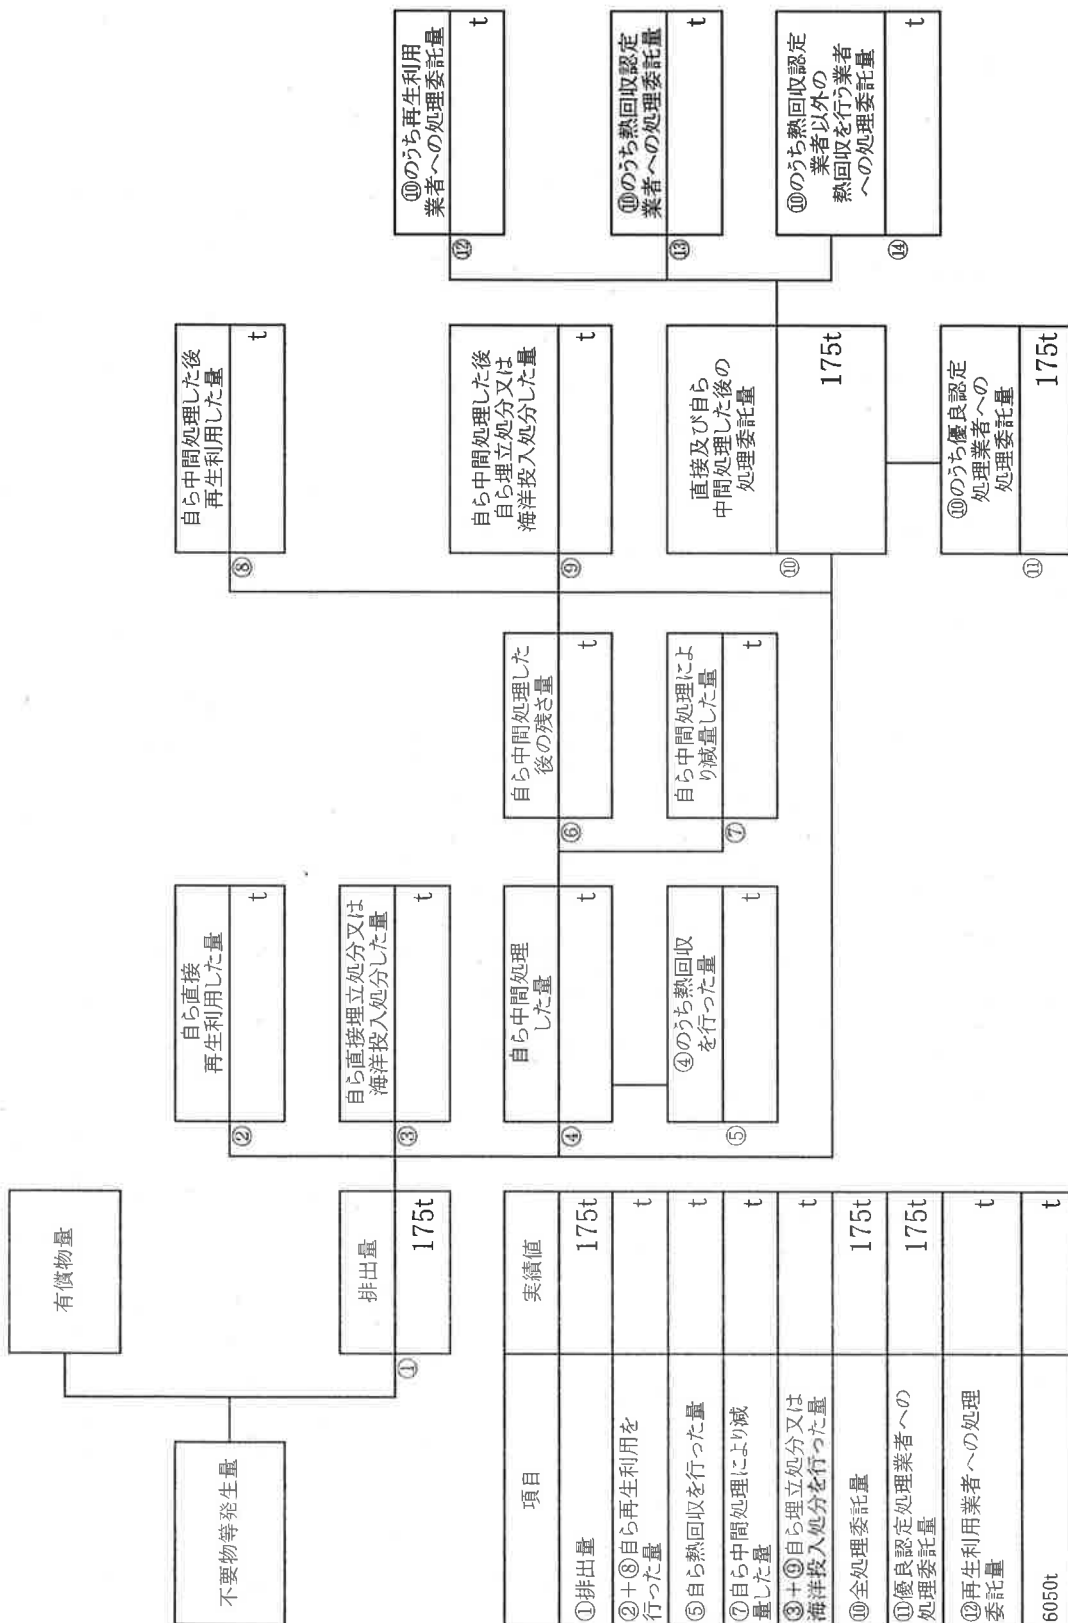 不要物等発生量
有償物量
排出量
① 175t
自ら直接
再生利用した量
② t
自ら直接埋立処分又は
海洋投入処分した量
③ t
自ら中間処理
した量
④ t
④のうち熱回収
を行った量
⑤ t
自ら中間処理した
後の残さ量
⑥ t
自ら中間処理によ
り減量した量
⑦ t
自ら中間処理した後
再生利用した量
⑧ t
自ら中間処理した後
自ら埋立処分又は
海洋投入処分した量
⑨ t
直接及び自ら
中間処理した後の
処理委託量
⑩ 175t
⑩のうち優良認定
処理業者への
処理委託量
⑪ 175t
⑩のうち再生利用
業者への処理委託量
⑫ t
⑩のうち熱回収認定
業者への処理委託量
⑬ t
⑩のうち熱回収認定
業者以外の
熱回収を行う業者
への処理委託量
⑭ t
項目 実績値
①排出量 175t
②+⑧自ら再生利用を
行った量 t
⑤自ら熱回収を行った量 t
⑦自ら中間処理により減
量した量 t
③+⑨自ら埋立処分又は
海洋投入処分を行った量 t
⑩全処理委託量 175t
⑪優良認定処理業者への
処理委託量 175t
⑫再生利用業者への処理
委託量 t
6050t t